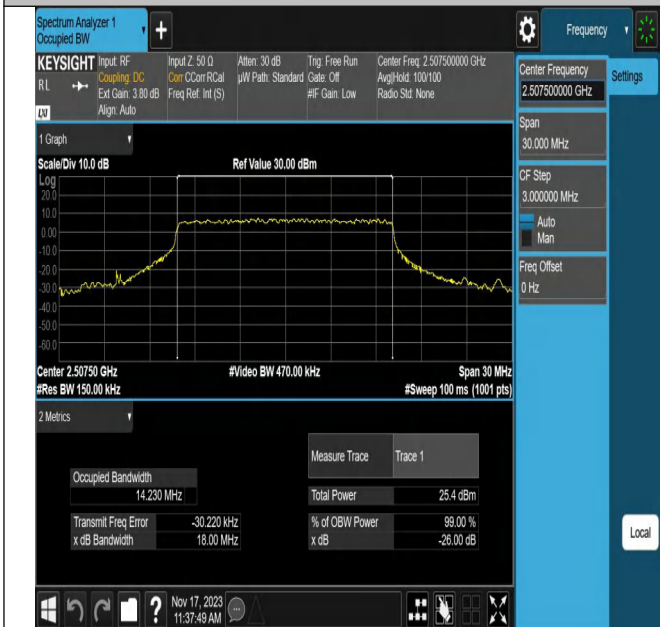 Spectrum Analyzer 1
Occupied BW
+
Frequency
KEYSIGHT
RL
LXI
Input: RF
Coupling: DC
Ext Gain: 3.80 dB
Align: Auto
Input Z: 50 Ω
Corr CCorr RCal
Freq Ref: Int (S)
Atten: 30 dB
µW Path: Standard
Trig: Free Run
Gate: Off
#IF Gain: Low
Center Freq: 2.507500000 GHz
Avg|Hold: 100/100
Radio Std: None
Center Frequency
2.507500000 GHz
Settings
Span
30.000 MHz
CF Step
3.000000 MHz
Auto
Man
Freq Offset
0 Hz
1 Graph
Scale/Div 10.0 dB
Ref Value 30.00 dBm
Log
20.0
10.0
0.00
-10.0
-20.0
-30.0
-40.0
-50.0
-60.0
Center 2.50750 GHz
#Video BW 470.00 kHz
Span 30 MHz
#Res BW 150.00 kHz
#Sweep 100 ms (1001 pts)
2 Metrics
Measure Trace Trace 1
Occupied Bandwidth
14.230 MHz
Total Power 25.4 dBm
Transmit Freq Error -30.220 kHz
% of OBW Power 99.00 %
x dB Bandwidth 18.00 MHz
x dB -26.00 dB
Local
?
Nov 17, 2023
11:37:49 AM